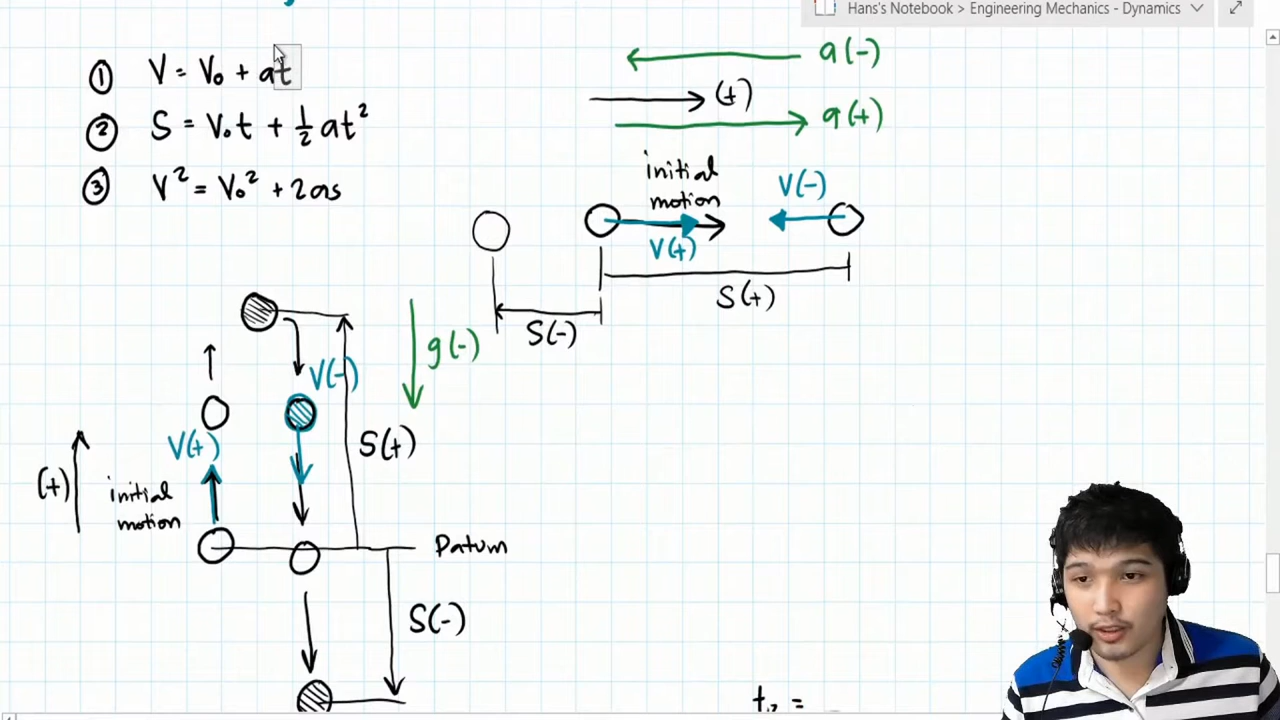 Hans's Notebook > Engineering Mechanics - Dynamics
① V = V₀ + at
② S = V₀t + ½at²
③ V² = V₀² + 2as
a(-)
(+)
a(+)
initial
motion
V(+)
V(-)
S(+)
S(-)
g(-)
V(-)
V(+)
S(+)
(+)
initial
motion
Datum
S(-)